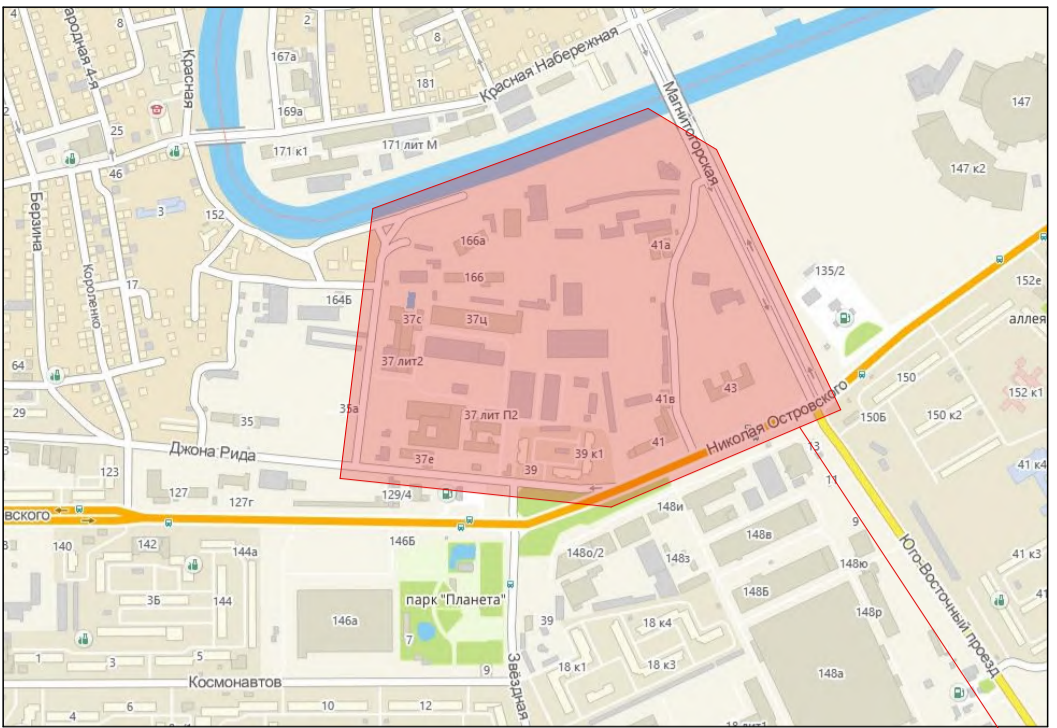 4
8
2
8
167а
181
169а
171 к1
171 лит М
Красная Набережная
Красная
Магнитогорская
147
147 к2
25
46
3
152
Берзина
Короленко
17
64
29
166а
166
164Б
37с
37ц
37 лит2
35а
35
37 лит П2
37е
39
39 к1
41а
41в
41
43
135/2
152е
аллея
150
150Б
150 к2
152 к1
Николая Островского
Джона Рида
123
127
127г
129/4
13
11
9
41 к4
41 к3
41
вского
140
142
144а
144
3Б
146Б
146а
парк "Планета"
7
9
148и
148о/2
148з
148в
148Б
148ю
148р
148а
Юго-Восточный проезд
39
18 к4
18 к3
18 к1
18 лит1
Звёздная
Космонавтов
1
3
5
4
6
10
12